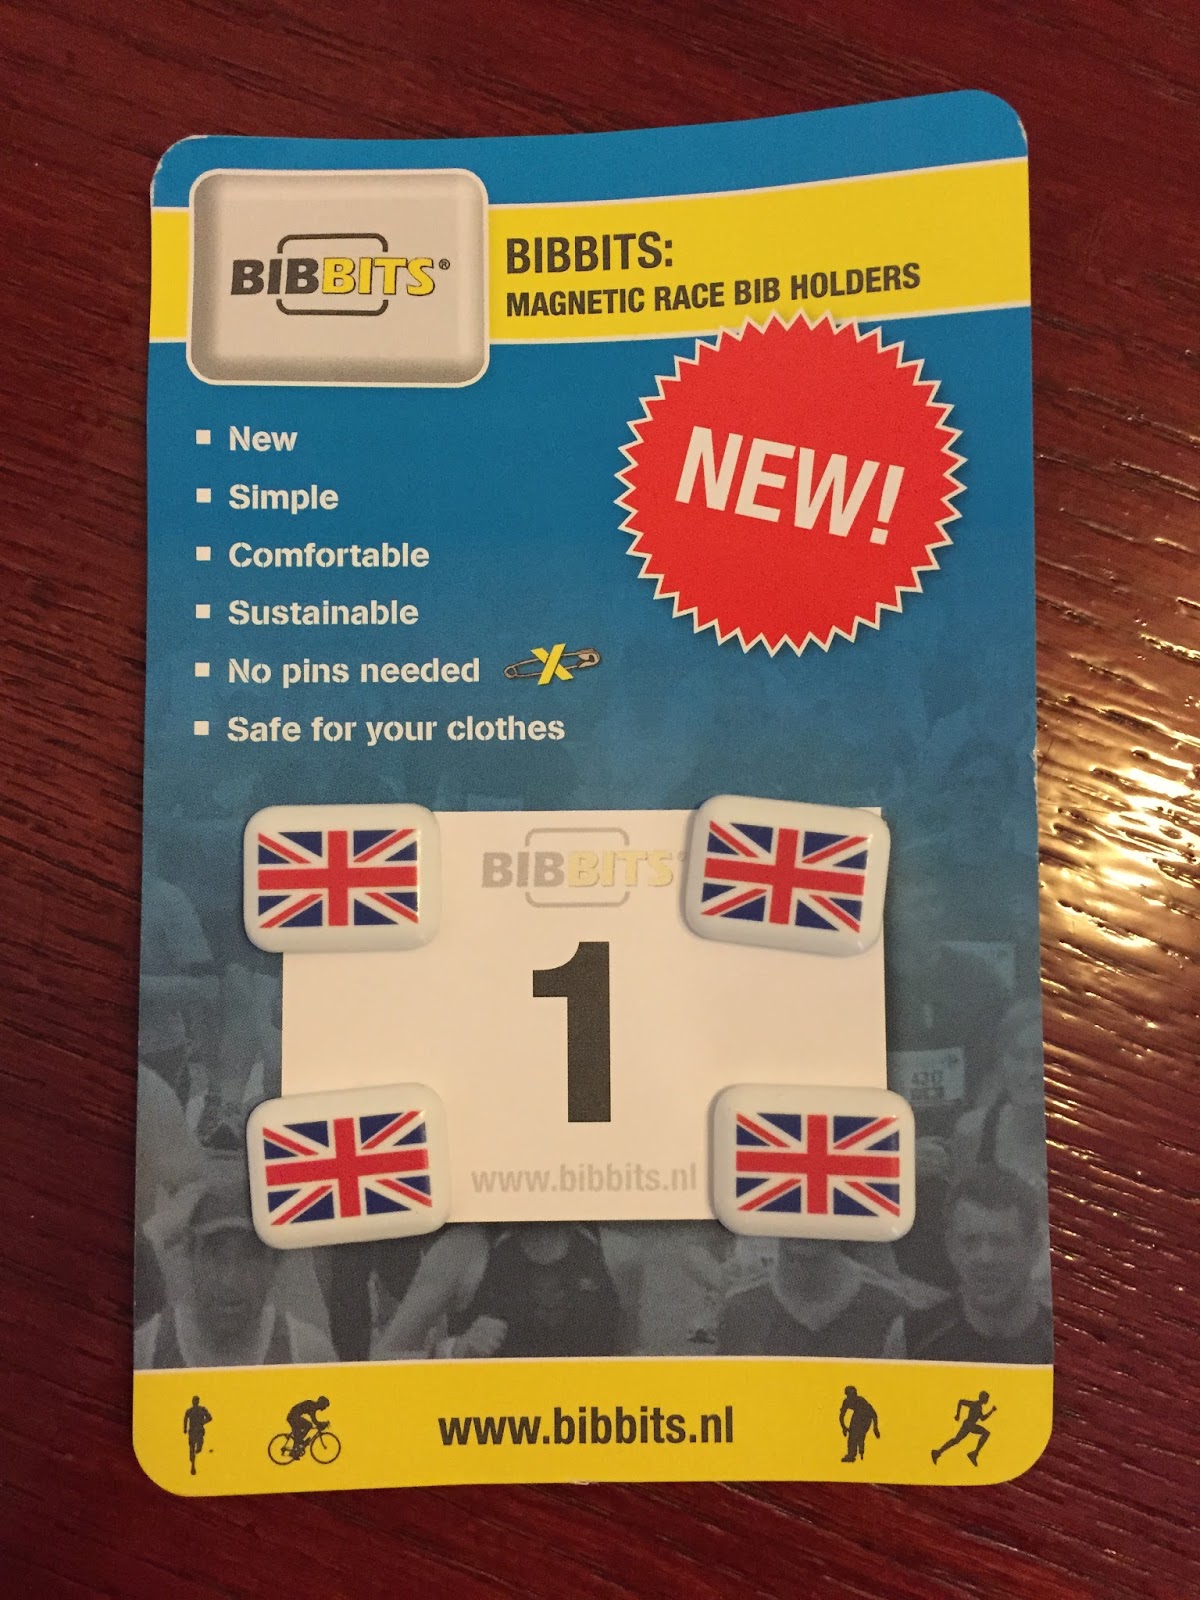 BIBBITS®
BIBBITS:
MAGNETIC RACE BIB HOLDERS
NEW!
New
Simple
Comfortable
Sustainable
No pins needed
Safe for your clothes
BIBBITS
1
www.bibbits.nl
www.bibbits.nl